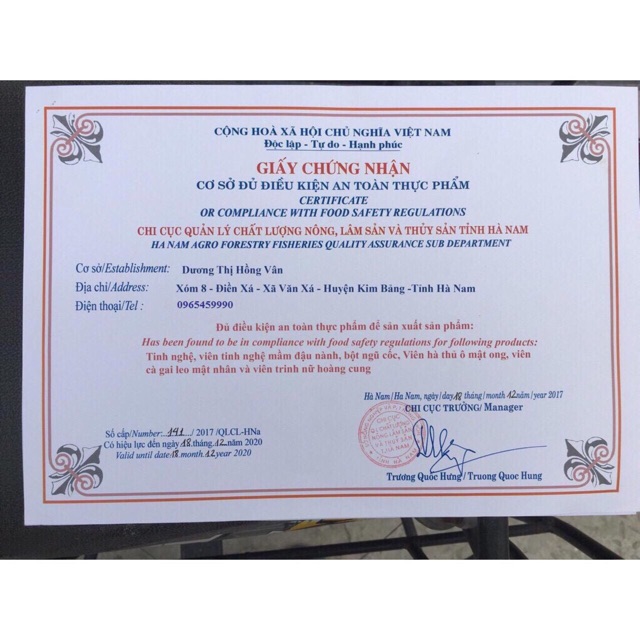 CỘNG HOÀ XÃ HỘI CHỦ NGHĨA VIỆT NAM
Độc lập - Tự do - Hạnh phúc
GIẤY CHỨNG NHẬN
CƠ SỞ ĐỦ ĐIỀU KIỆN AN TOÀN THỰC PHẨM
CERTIFICATE
OR COMPLIANCE WITH FOOD SAFETY REGULATIONS
CHI CỤC QUẢN LÝ CHẤT LƯỢNG NÔNG, LÂM SẢN VÀ THỦY SẢN TỈNH HÀ NAM
HA NAM AGRO FORESTRY FISHERIES QUALITY ASSURANCE SUB DEPARTMENT
Cơ sở/Establishment: Dương Thị Hồng Vân
Địa chỉ/Address: Xóm 8 - Điền Xá - Xã Văn Xá - Huyện Kim Bảng -Tỉnh Hà Nam
Điện thoại/Tel : 0965459990
Đủ điều kiện an toàn thực phẩm để sản xuất sản phẩm:
Has been found to be in compliance with food safety regulations for following products:
Tinh nghệ, viên tinh nghệ mầm đậu nành, bột ngũ cốc, Viên hà thủ ô mật ong, viên
cà gai leo mật nhân và viên trinh nữ hoàng cung
Hà Nam/Ha Nam, ngày/day 18 tháng/month 12 năm/year 2017
CHI CỤC TRƯỞNG/ Manager
Số cấp/Number: 191 / 2017 /QLCL-HNa
Có hiệu lực đến ngày 18 tháng 12 năm 2020
Valid until date 18 month 12 year 2020
Trương Quốc Hưng / Truong Quoc Hung